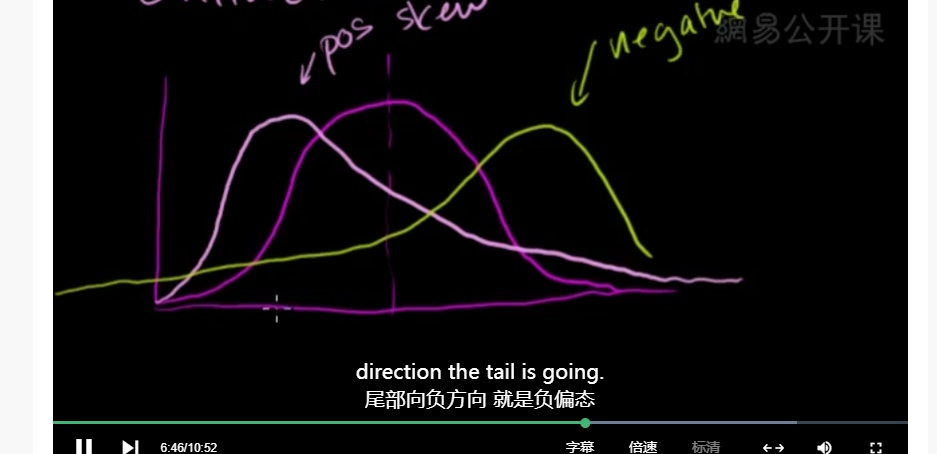 pos skew
negative
網易公开课
direction the tail is going.
尾部向负方向 就是负偏态
6:46/10:52
字幕
倍速
标清